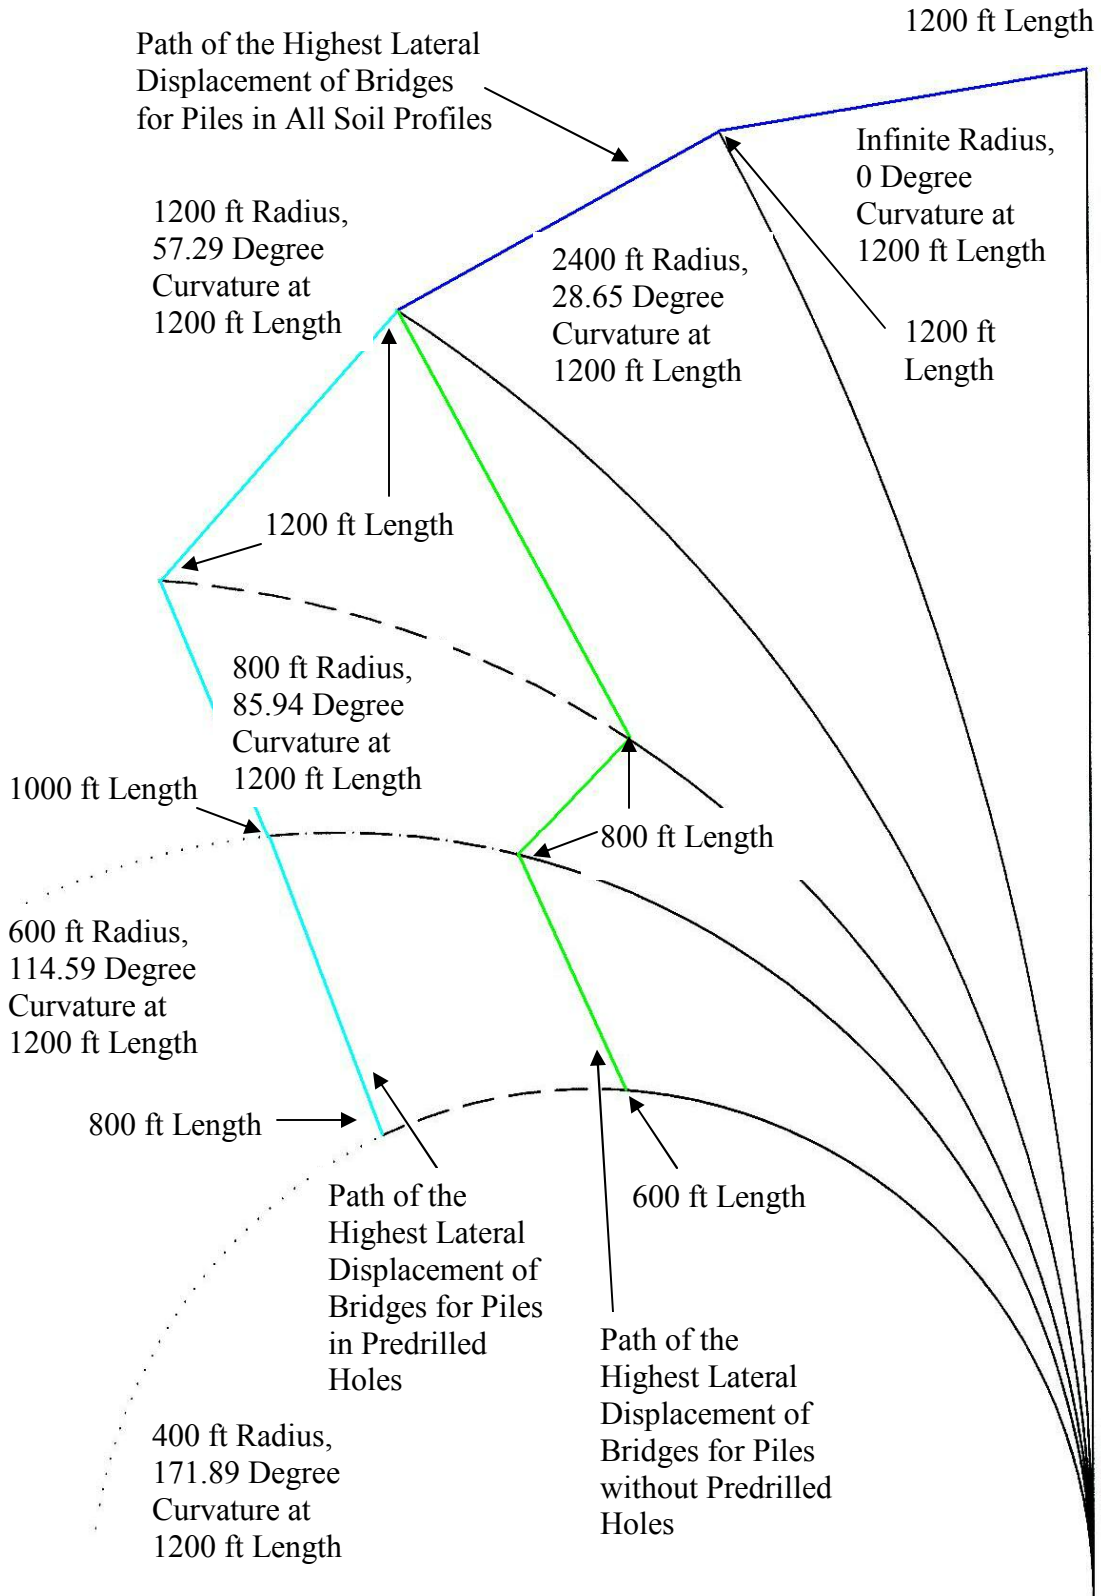 1200 ft Length
Path of the Highest Lateral
Displacement of Bridges
for Piles in All Soil Profiles
Infinite Radius,
0 Degree
Curvature at
1200 ft Length
1200 ft Radius,
57.29 Degree
Curvature at
1200 ft Length
2400 ft Radius,
28.65 Degree
Curvature at
1200 ft Length
1200 ft
Length
1200 ft Length
800 ft Radius,
85.94 Degree
Curvature at
1200 ft Length
1000 ft Length
800 ft Length
600 ft Radius,
114.59 Degree
Curvature at
1200 ft Length
800 ft Length
Path of the
Highest Lateral
Displacement of
Bridges for Piles
in Predrilled
Holes
600 ft Length
Path of the
Highest Lateral
Displacement of
Bridges for Piles
without Predrilled
Holes
400 ft Radius,
171.89 Degree
Curvature at
1200 ft Length